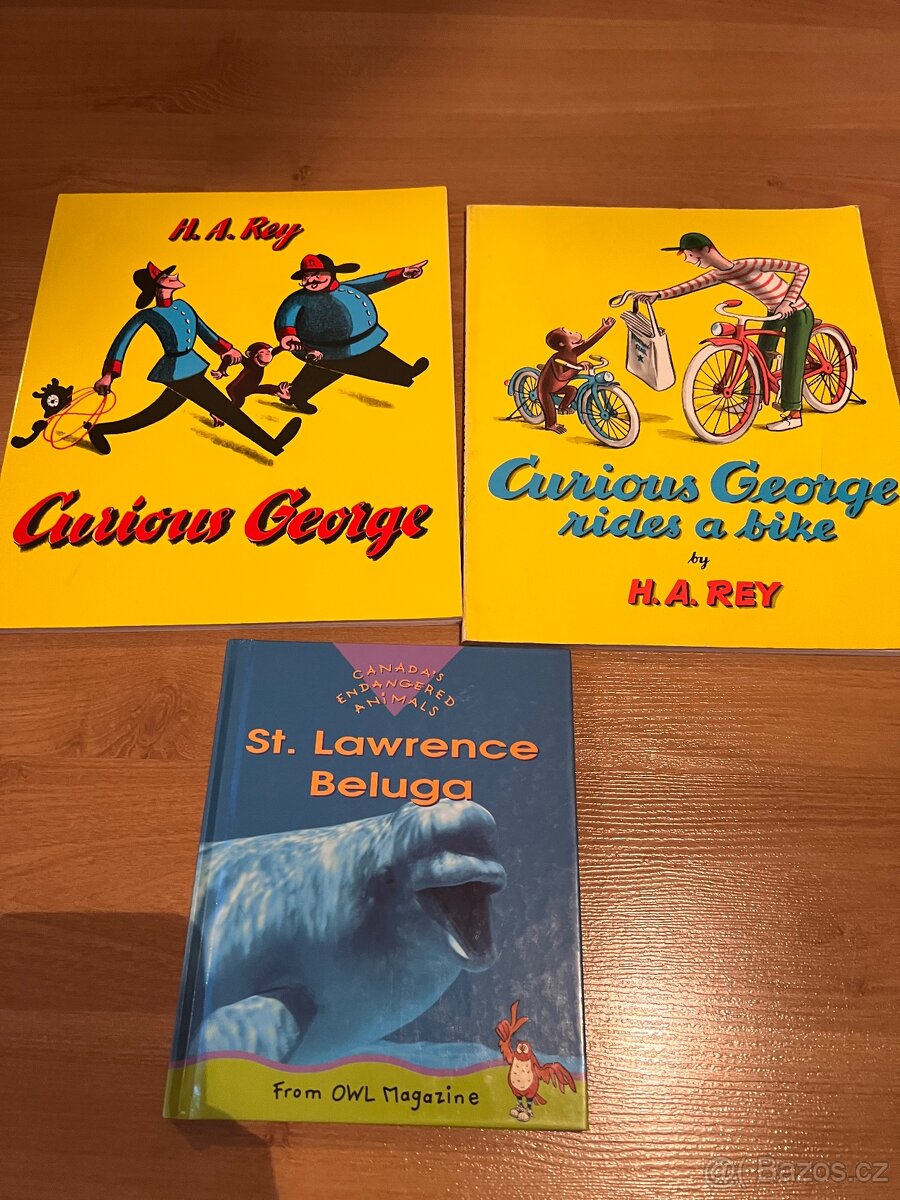 H. A. Rey
Curious George
Curious George
rides a bike
by
H. A. REY
CANADA'S
ENDANGERED
ANIMALS
St. Lawrence
Beluga
From OWL Magazine
Bazos.cz